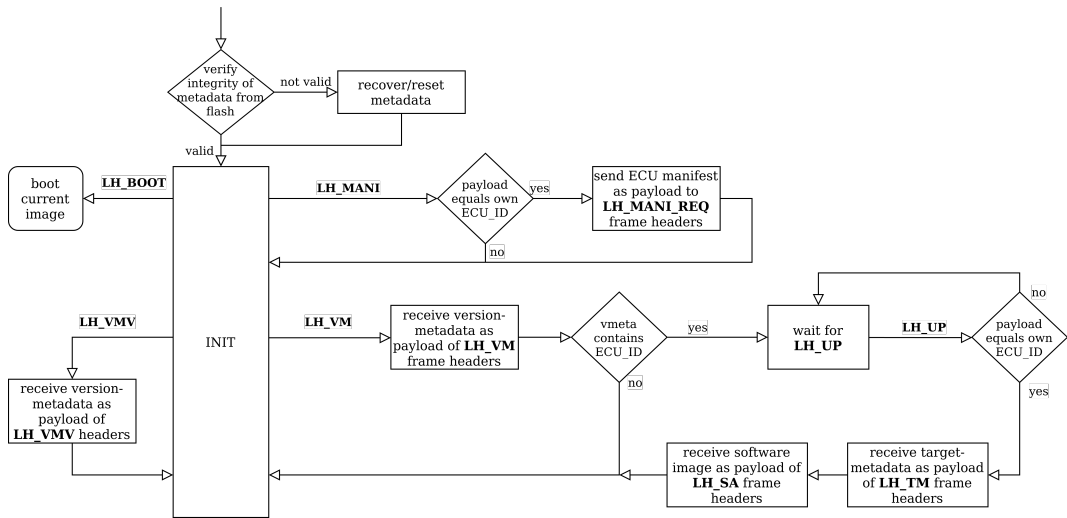 verify
integrity of
metadata from
flash
not valid
recover/reset
metadata
valid
boot
current
image
LH_BOOT
LH_MANI
payload
equals own
ECU_ID
yes
send ECU manifest
as payload to
LH_MANI_REQ
frame headers
no
INIT
LH_VMV
receive version-
metadata as
payload of
LH_VMV headers
LH_VM
receive version-
metadata as
payload of LH_VM
frame headers
vmeta
contains
ECU_ID
yes
no
wait for
LH_UP
LH_UP
payload
equals own
ECU_ID
no
yes
receive target-
metadata as payload
of LH_TM frame
headers
receive software
image as payload of
LH_SA frame
headers